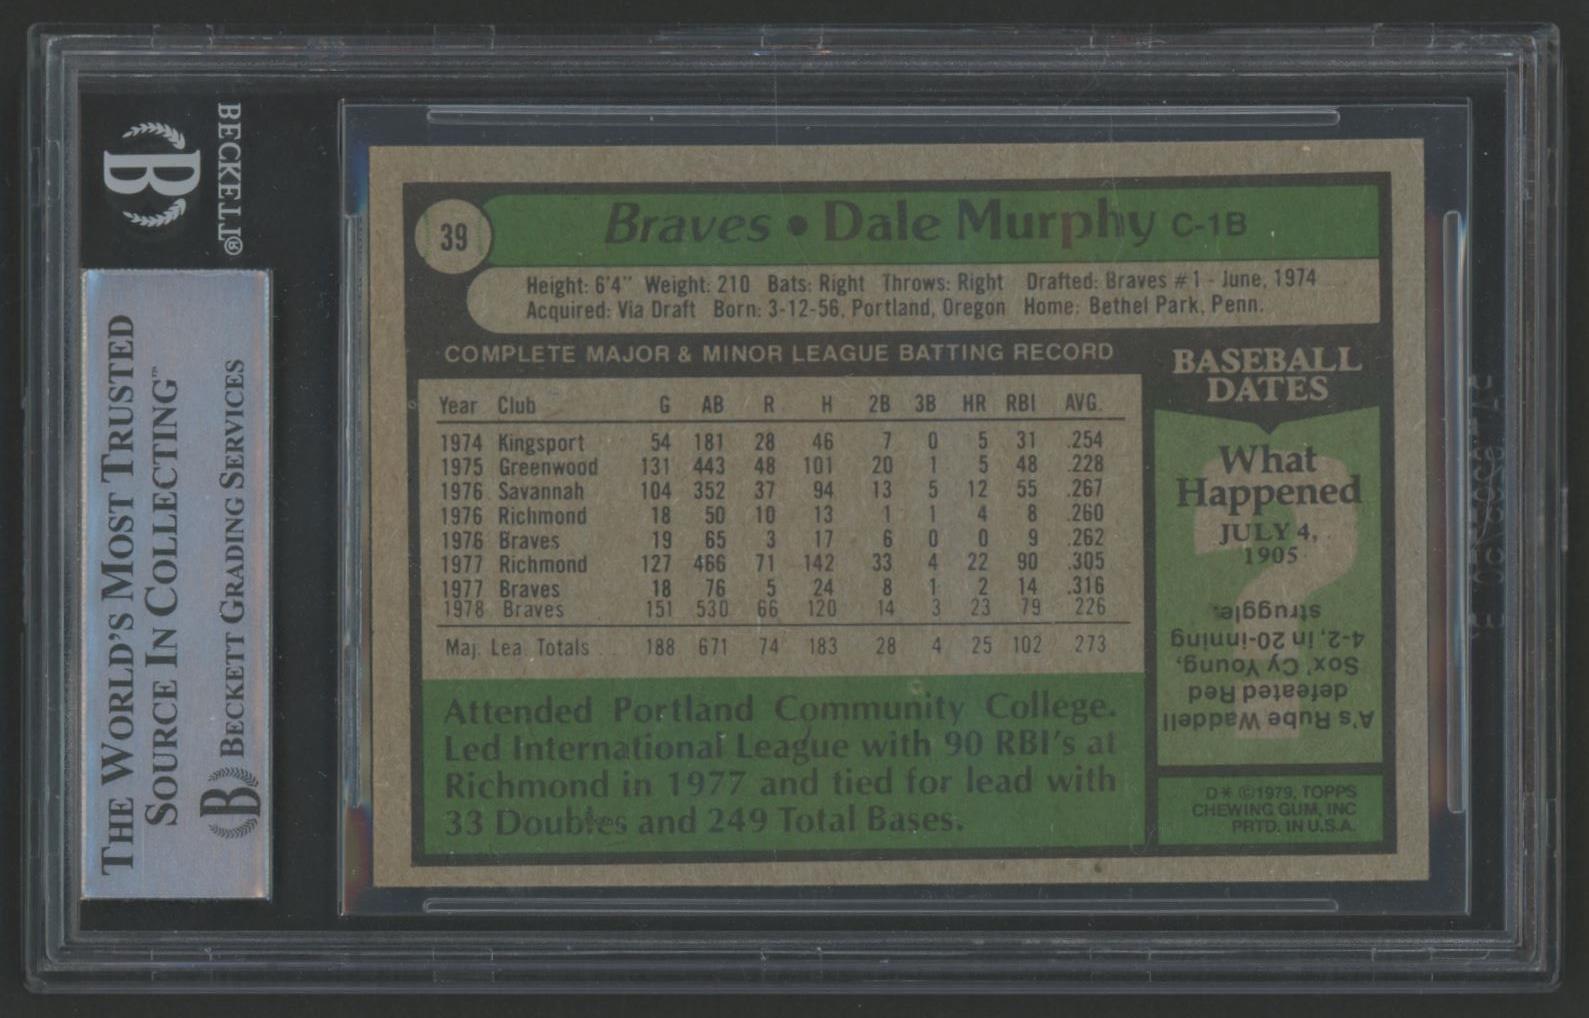 BECKETT®
B
THE WORLD'S MOST TRUSTED
SOURCE IN COLLECTING™
B BECKETT GRADING SERVICES
39
Braves • Dale Murphy C-1B
Height: 6'4" Weight: 210 Bats: Right Throws: Right Drafted: Braves #1 - June, 1974
Acquired: Via Draft Born: 3-12-56, Portland, Oregon Home: Bethel Park, Penn.
COMPLETE MAJOR & MINOR LEAGUE BATTING RECORD
Year Club G AB R H 2B 3B HR RBI AVG.
1974 Kingsport 54 181 28 46 7 0 5 31 .254
1975 Greenwood 131 443 48 101 20 1 5 48 .228
1976 Savannah 104 352 37 94 13 5 12 55 .267
1976 Richmond 18 50 10 13 1 1 4 8 .260
1976 Braves 19 65 3 17 6 0 0 9 .262
1977 Richmond 127 466 71 142 33 4 22 90 .305
1977 Braves 18 76 5 24 8 1 2 14 .316
1978 Braves 151 530 66 120 14 3 23 79 .226
Maj. Lea. Totals 188 671 74 183 28 4 25 102 .273
Attended Portland Community College.
Led International League with 90 RBI's at
Richmond in 1977 and tied for lead with
33 Doubles and 249 Total Bases.
BASEBALL
DATES
What
Happened
JULY 4,
1905
?
A's Rube Waddell
defeated Red
Sox' Cy Young,
4-2, in 20-inning
struggle.
D* ©1979, TOPPS
CHEWING GUM, INC
PRTD. IN U.S.A.